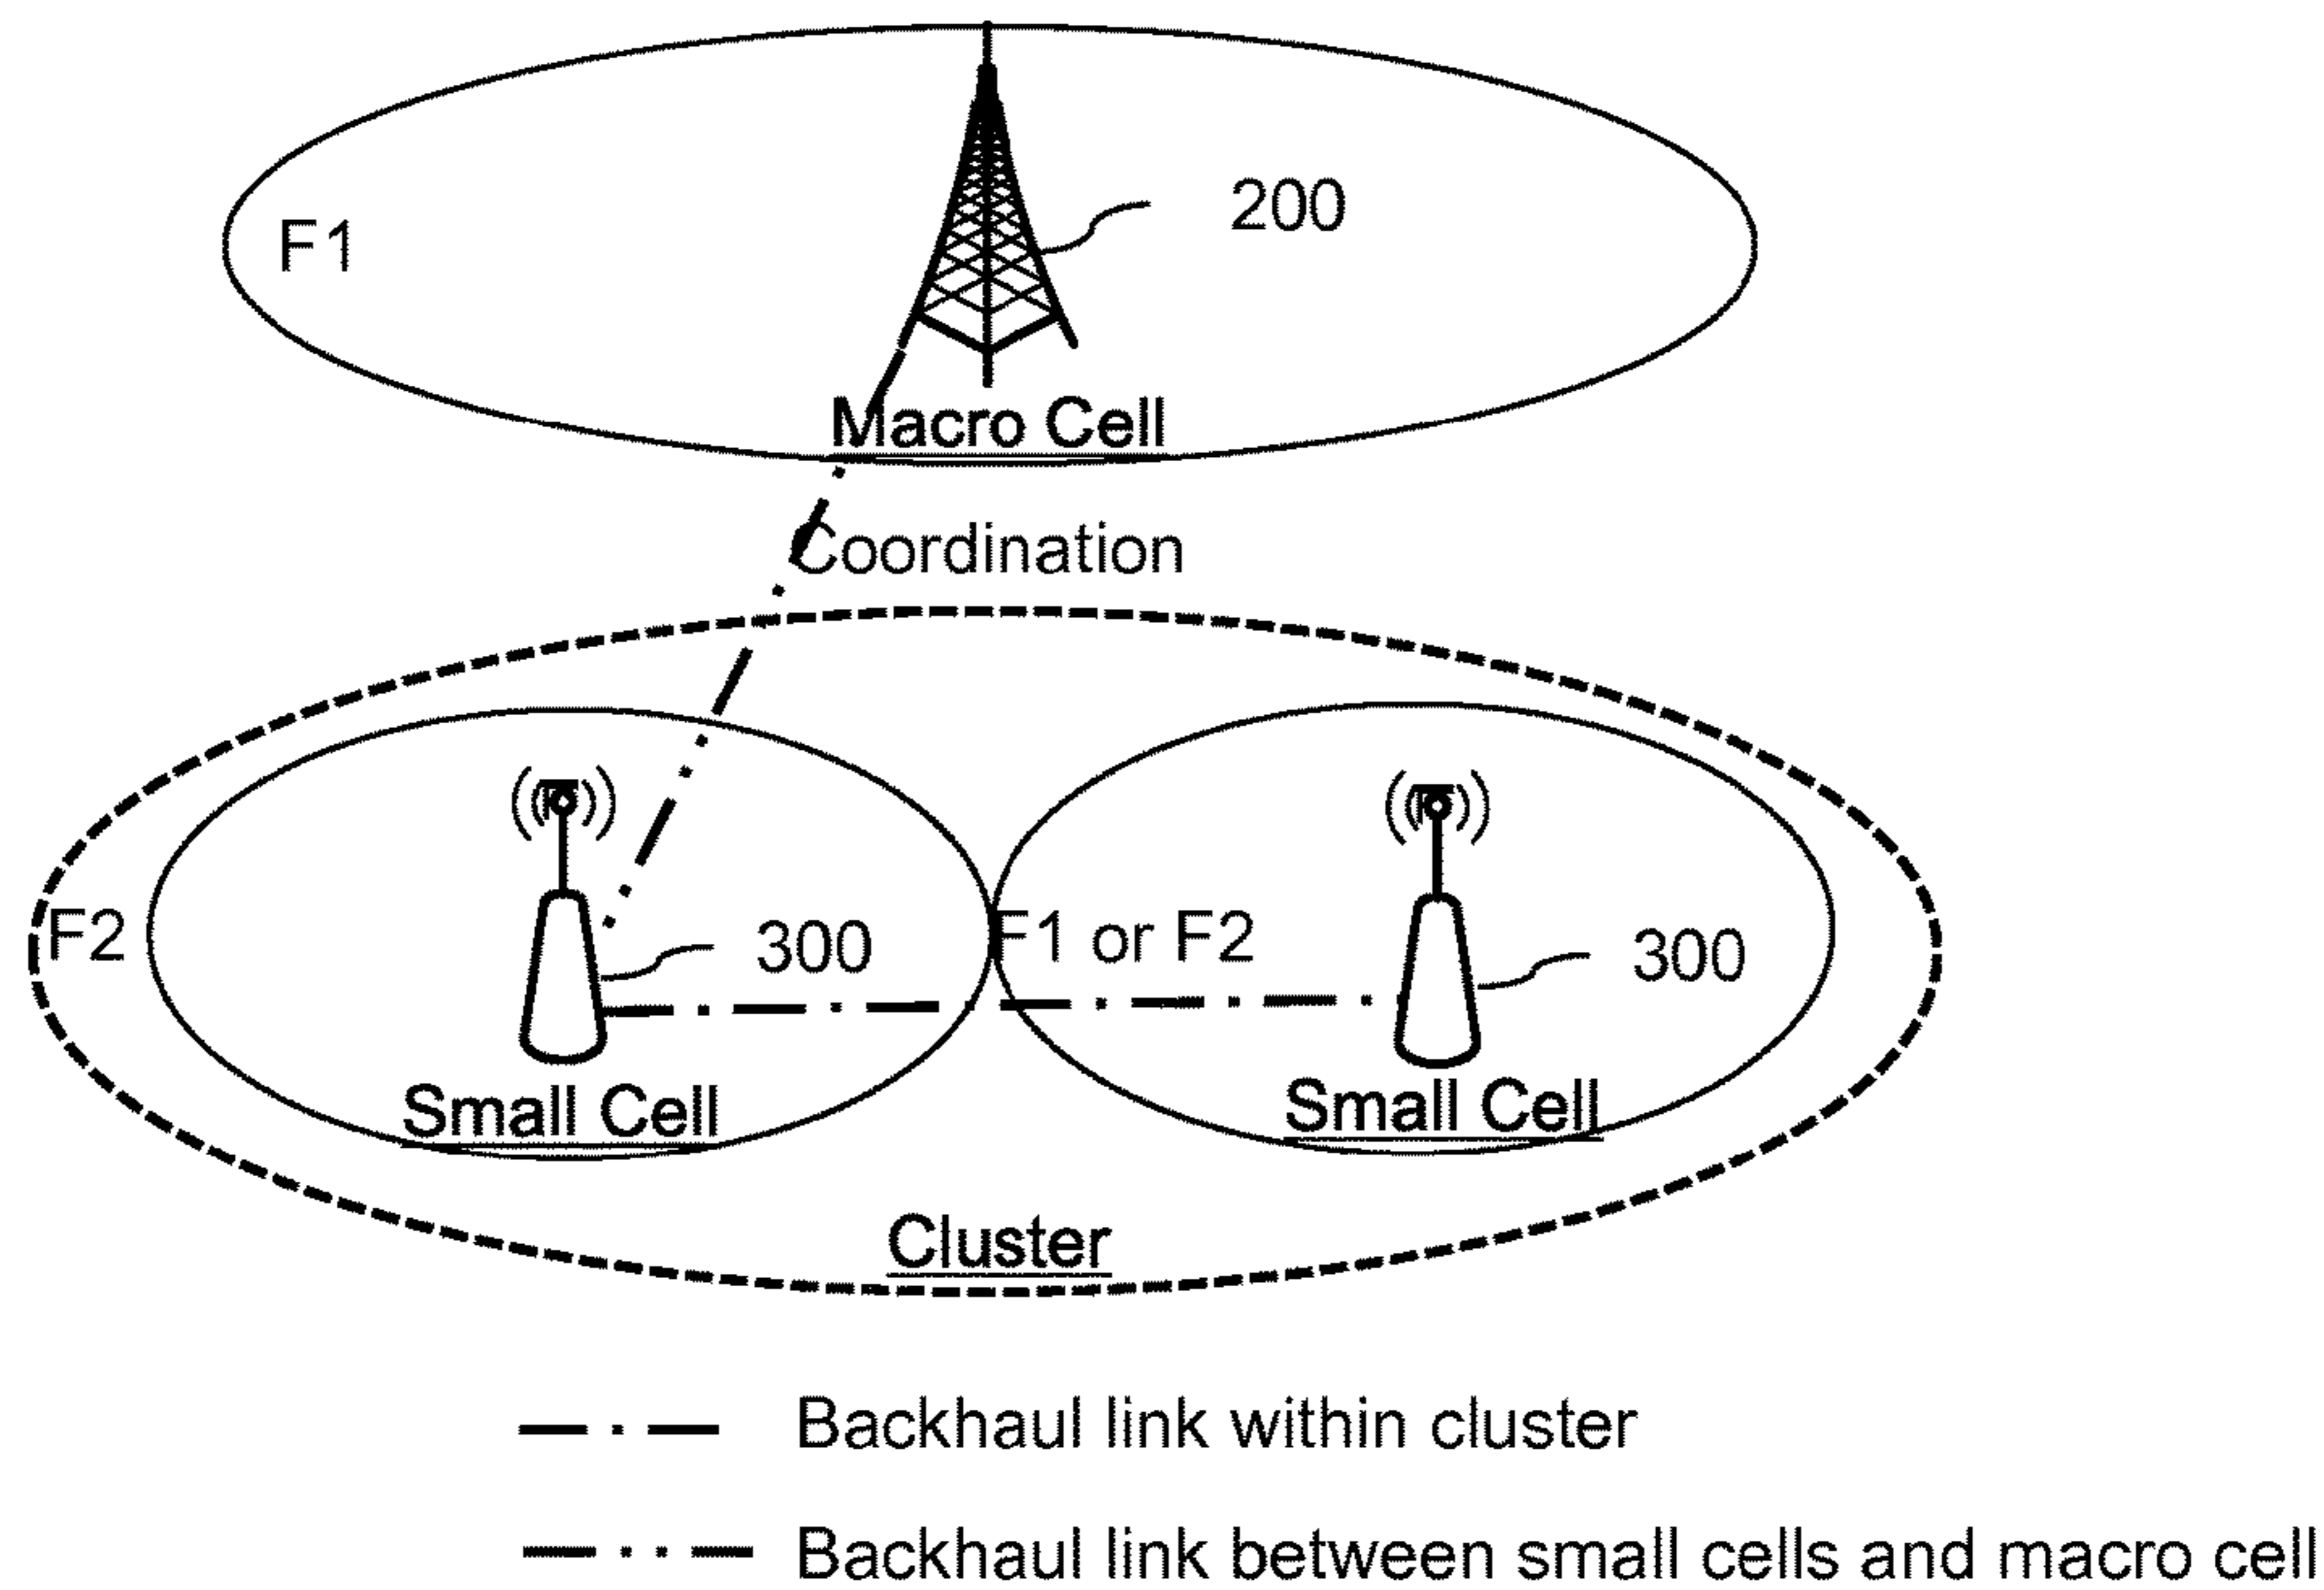 F1
200
Macro Cell
Coordination
F2
300
F1 or F2
300
Small Cell
Small Cell
Cluster
Backhaul link within cluster
Backhaul link between small cells and macro cell